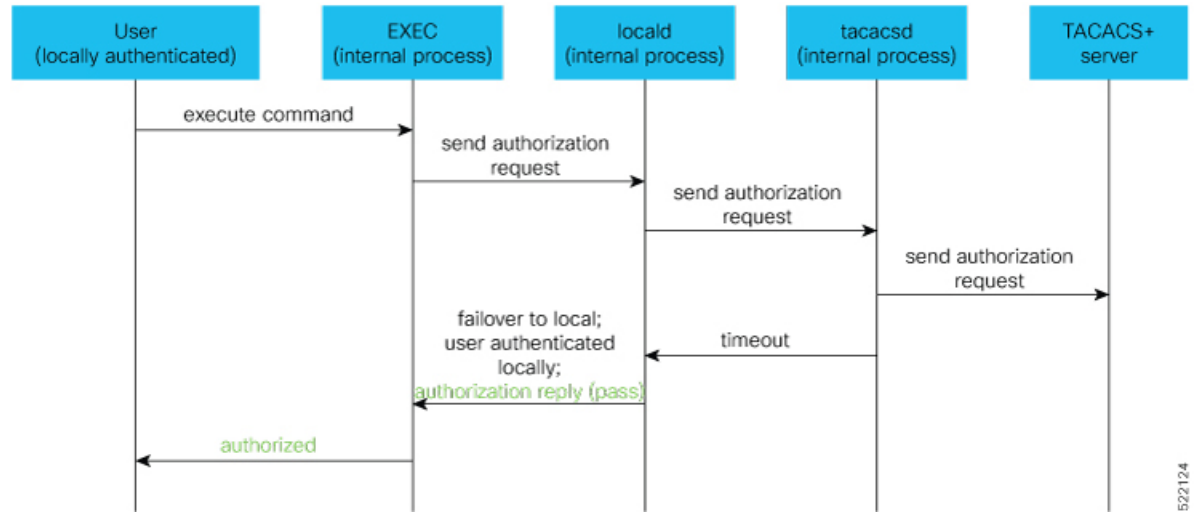 User
(locally authenticated)
EXEC
(internal process)
locald
(internal process)
tacacsd
(internal process)
TACACS+
server
execute command
send authorization
request
send authorization
request
send authorization
request
timeout
failover to local;
user authenticated
locally;
authorization reply (pass)
authorized
522124